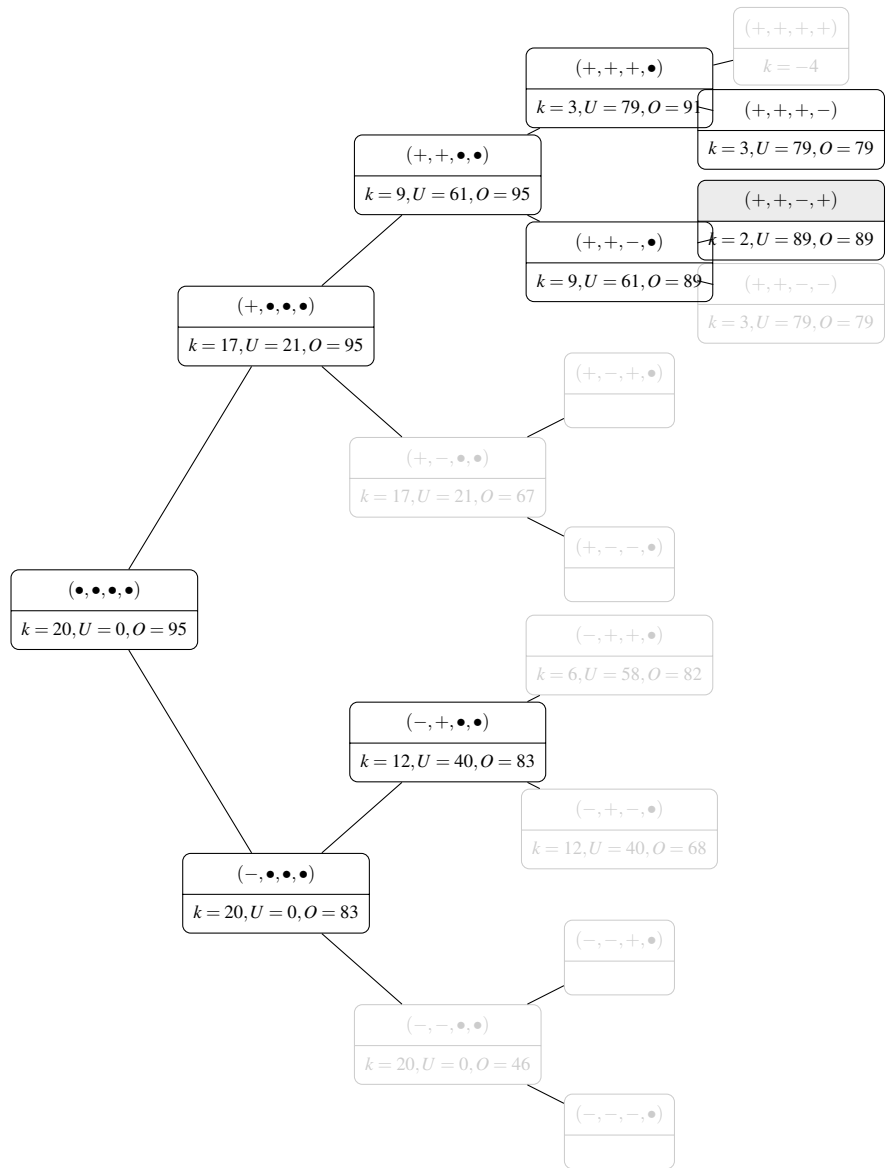 (+, +, +, +)
k = −4
(+, +, +, •)
k = 3, U = 79, O = 91
(+, +, +, −)
k = 3, U = 79, O = 79
(+, +, •, •)
k = 9, U = 61, O = 95
(+, +, −, +)
k = 2, U = 89, O = 89
(+, +, −, •)
k = 9, U = 61, O = 89
(+, +, −, −)
k = 3, U = 79, O = 79
(+, •, •, •)
k = 17, U = 21, O = 95
(+, −, +, •)
(+, −, •, •)
k = 17, U = 21, O = 67
(+, −, −, •)
(•, •, •, •)
k = 20, U = 0, O = 95
(−, +, +, •)
k = 6, U = 58, O = 82
(−, +, •, •)
k = 12, U = 40, O = 83
(−, +, −, •)
k = 12, U = 40, O = 68
(−, •, •, •)
k = 20, U = 0, O = 83
(−, −, +, •)
(−, −, •, •)
k = 20, U = 0, O = 46
(−, −, −, •)